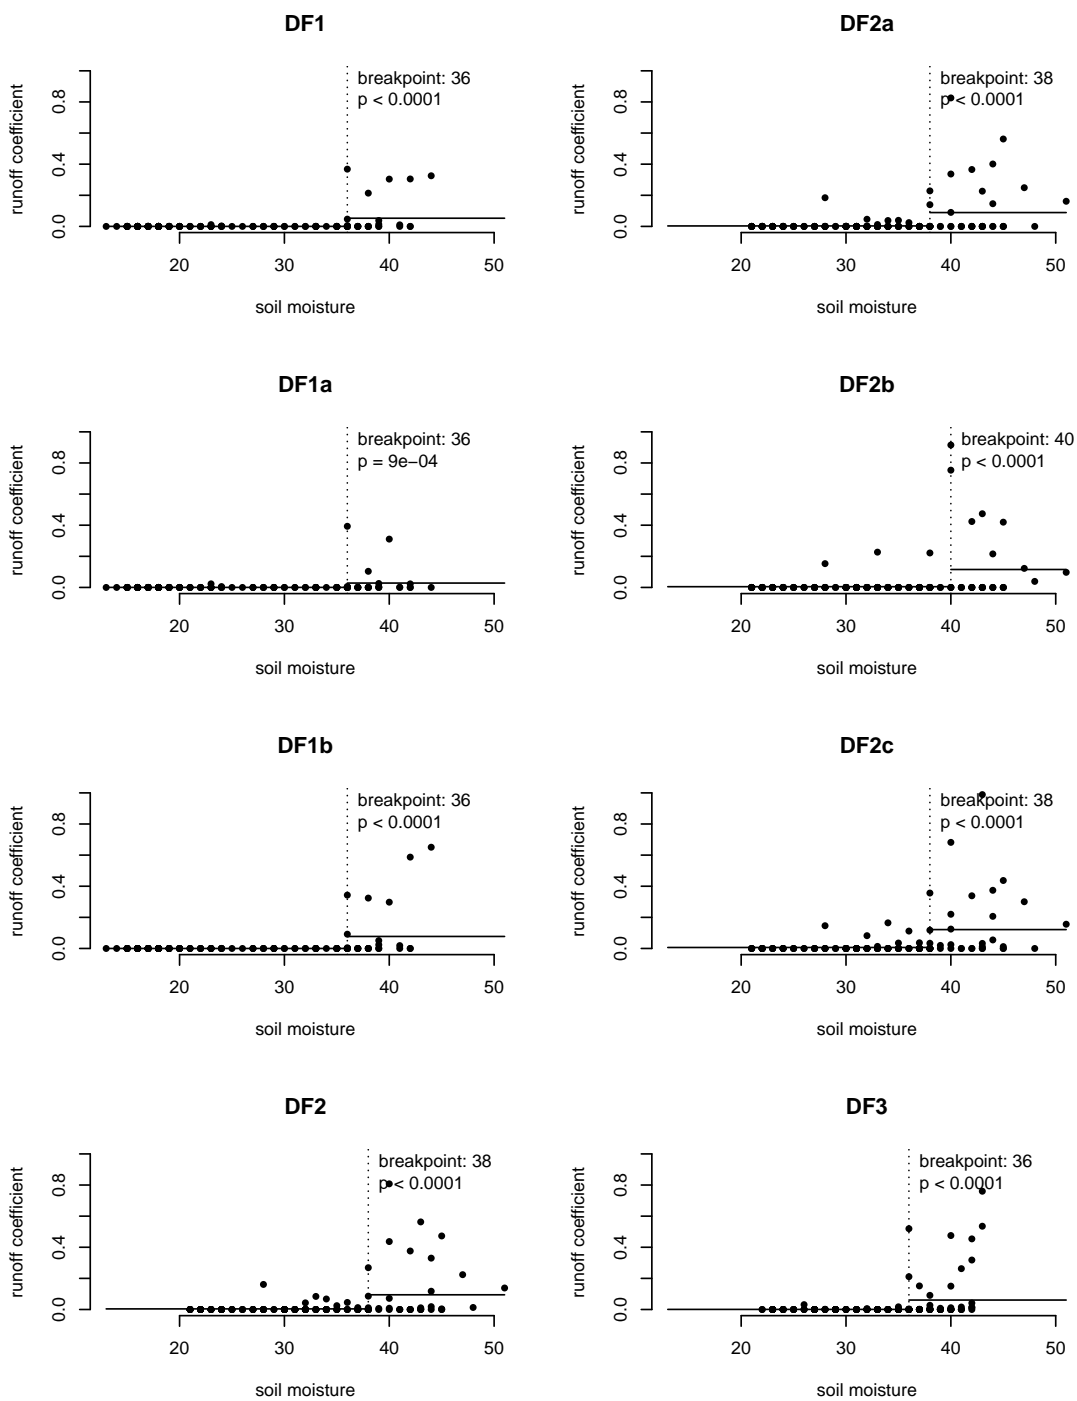 DF1
breakpoint: 36
p < 0.0001
runoff coefficient
0.0 0.4 0.8
20 30 40 50
soil moisture
DF2a
breakpoint: 38
p < 0.0001
runoff coefficient
0.0 0.4 0.8
20 30 40 50
soil moisture
DF1a
breakpoint: 36
p = 9e−04
runoff coefficient
0.0 0.4 0.8
20 30 40 50
soil moisture
DF2b
breakpoint: 40
p < 0.0001
runoff coefficient
0.0 0.4 0.8
20 30 40 50
soil moisture
DF1b
breakpoint: 36
p < 0.0001
runoff coefficient
0.0 0.4 0.8
20 30 40 50
soil moisture
DF2c
breakpoint: 38
p < 0.0001
runoff coefficient
0.0 0.4 0.8
20 30 40 50
soil moisture
DF2
breakpoint: 38
p < 0.0001
runoff coefficient
0.0 0.4 0.8
20 30 40 50
soil moisture
DF3
breakpoint: 36
p < 0.0001
runoff coefficient
0.0 0.4 0.8
20 30 40 50
soil moisture